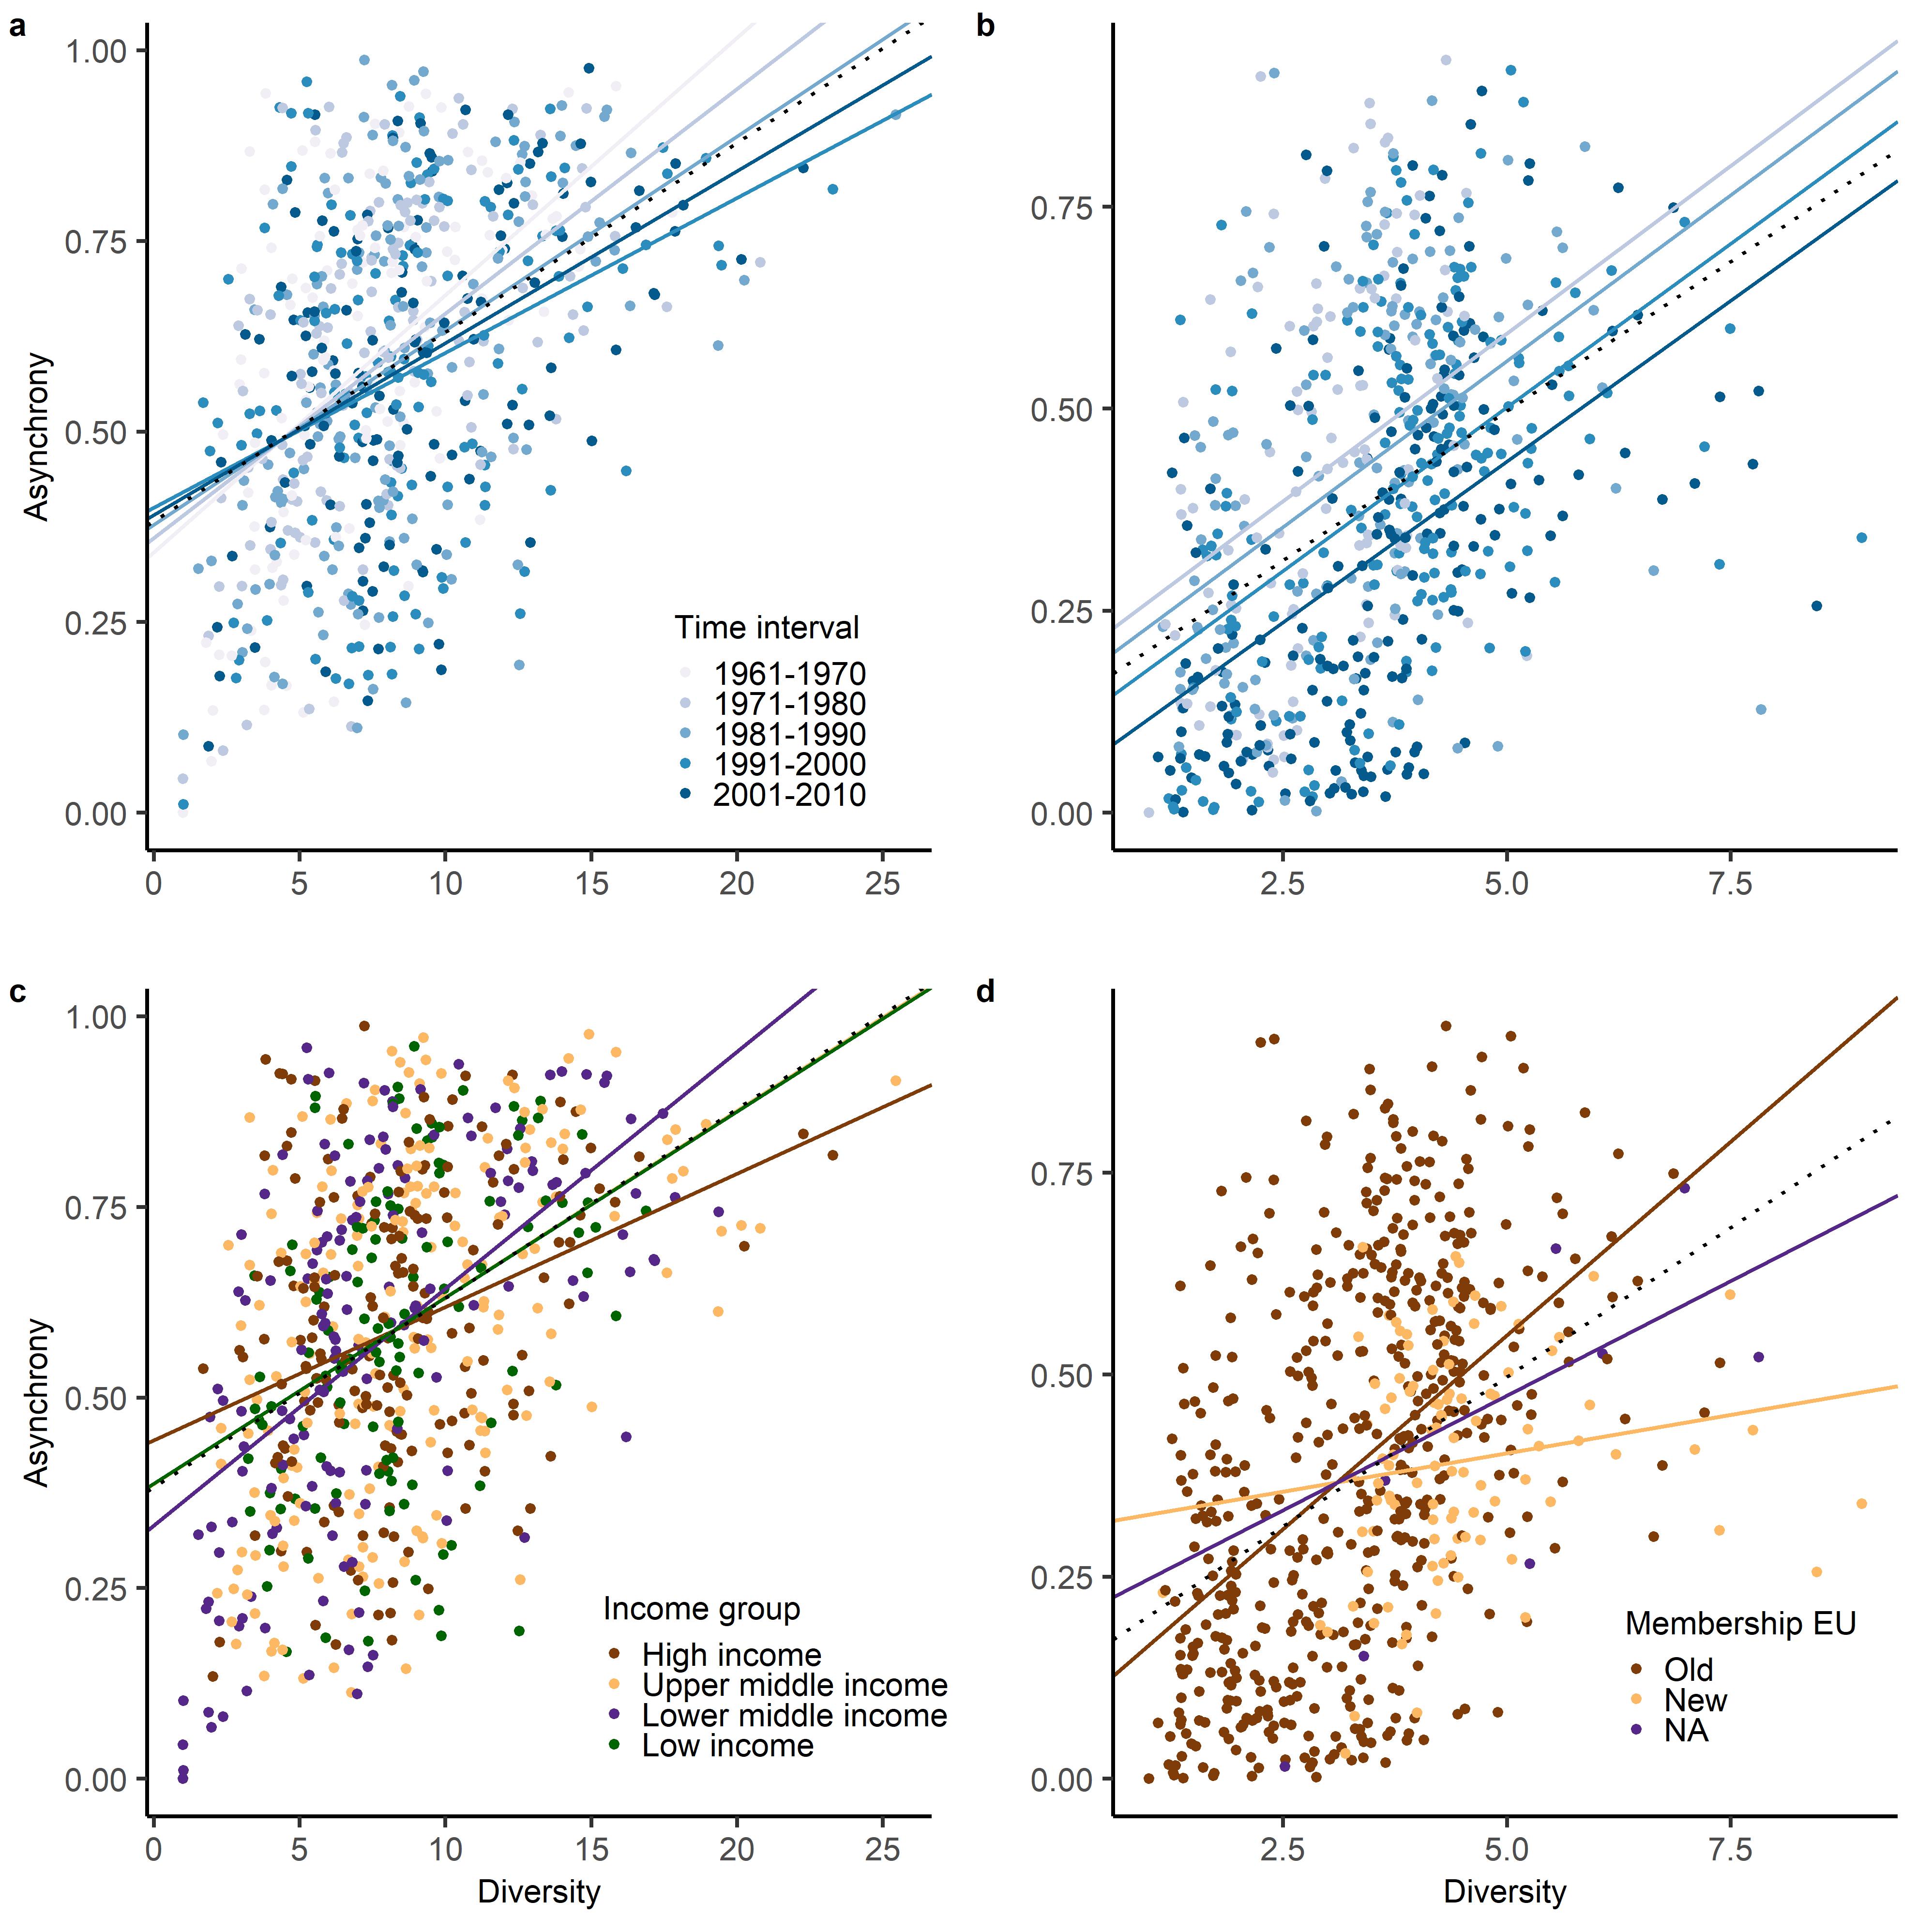 a
b
1.00
0.75
0.50
0.25
0.00
Asynchrony
0 5 10 15 20 25
Time interval
1961-1970
1971-1980
1981-1990
1991-2000
2001-2010
0.75
0.50
0.25
0.00
2.5 5.0 7.5
c
d
1.00
0.75
0.50
0.25
0.00
Asynchrony
0 5 10 15 20 25
Diversity
Income group
High income
Upper middle income
Lower middle income
Low income
0.75
0.50
0.25
0.00
2.5 5.0 7.5
Diversity
Membership EU
Old
New
NA